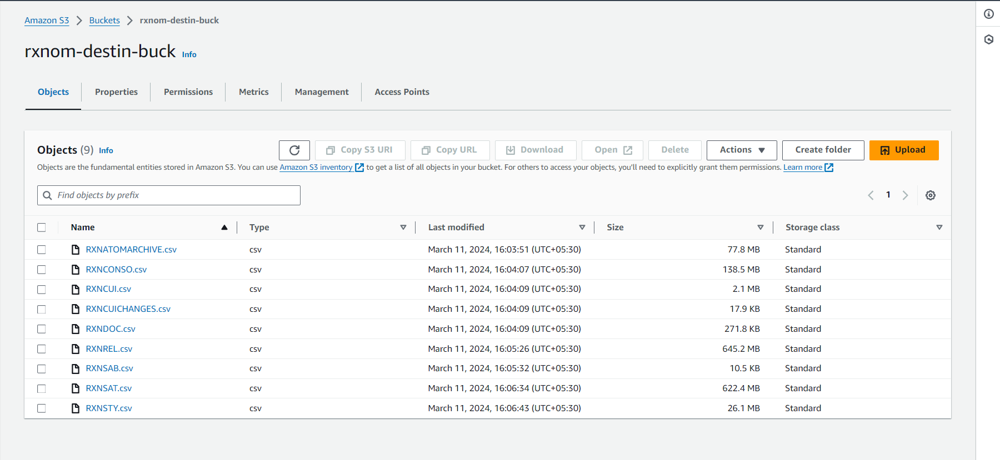 Amazon S3 > Buckets > rxnom-destin-buck
rxnom-destin-buck Info
Objects Properties Permissions Metrics Management Access Points
Objects (9) Info Copy S3 URI Copy URL Download Open Delete Actions Create folder Upload
Objects are the fundamental entities stored in Amazon S3. You can use Amazon S3 inventory to get a list of all objects in your bucket. For others to access your objects, you'll need to explicitly grant them permissions. Learn more
Find objects by prefix 1
Name Type Last modified Size Storage class
RXNATOMARCHIVE.csv csv March 11, 2024, 16:03:51 (UTC+05:30) 77.8 MB Standard
RXNCONSO.csv csv March 11, 2024, 16:04:07 (UTC+05:30) 138.5 MB Standard
RXNCUI.csv csv March 11, 2024, 16:04:09 (UTC+05:30) 2.1 MB Standard
RXNCUICHANGES.csv csv March 11, 2024, 16:04:09 (UTC+05:30) 17.9 KB Standard
RXNDOC.csv csv March 11, 2024, 16:04:09 (UTC+05:30) 271.8 KB Standard
RXNREL.csv csv March 11, 2024, 16:05:26 (UTC+05:30) 645.2 MB Standard
RXNSAB.csv csv March 11, 2024, 16:05:32 (UTC+05:30) 10.5 KB Standard
RXNSAT.csv csv March 11, 2024, 16:06:34 (UTC+05:30) 622.4 MB Standard
RXNSTY.csv csv March 11, 2024, 16:06:43 (UTC+05:30) 26.1 MB Standard